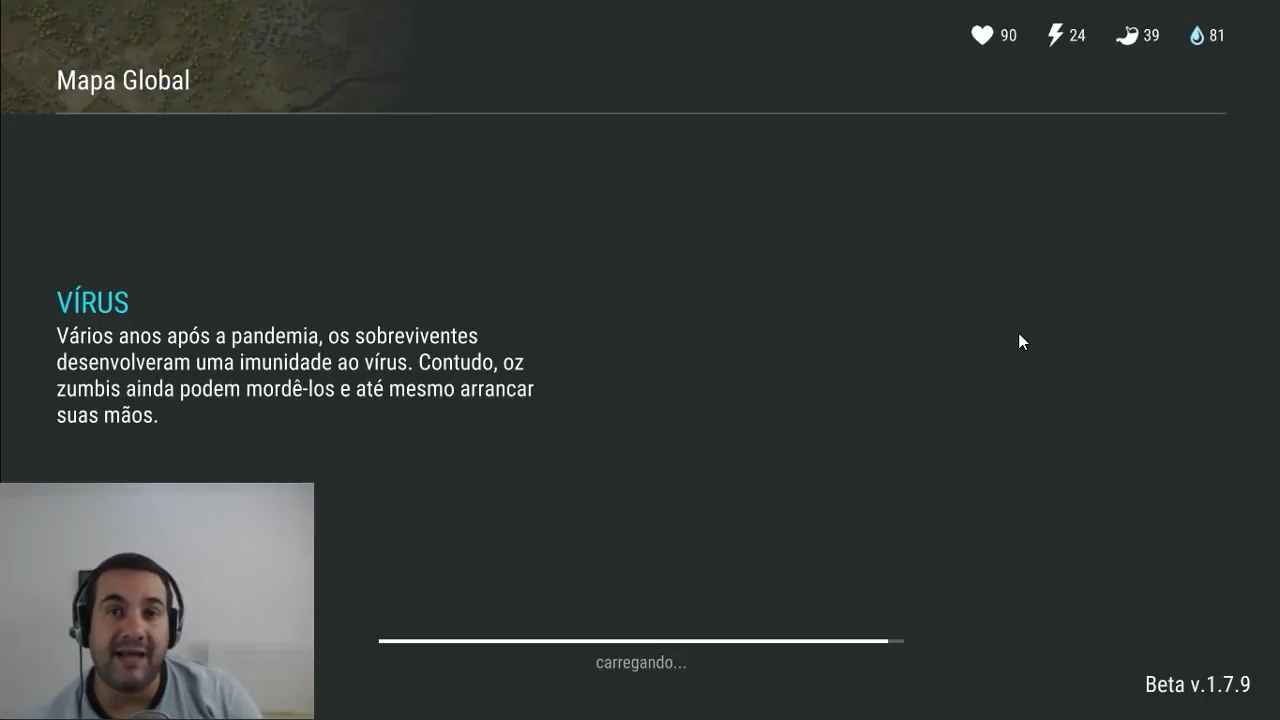 90 24 39 81
Mapa Global
VÍRUS
Vários anos após a pandemia, os sobreviventes
desenvolveram uma imunidade ao vírus. Contudo, oz
zumbis ainda podem mordê-los e até mesmo arrancar
suas mãos.
carregando...
Beta v.1.7.9